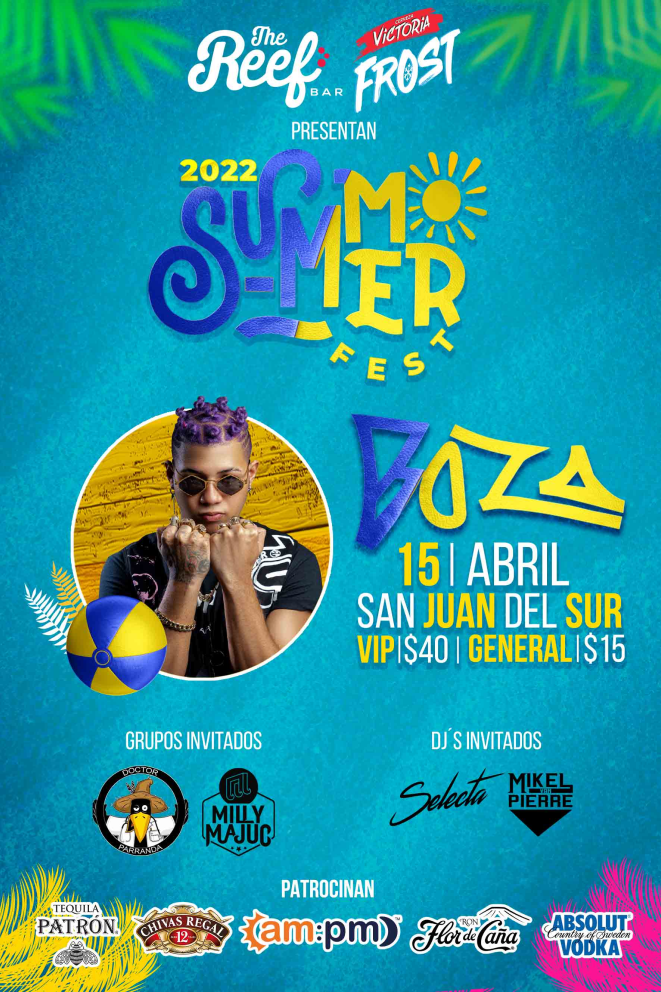 The
Reef
BAR
CERVEZA
VICTORIA
FROST
PRESENTAN
2022
SUMMER
FEST
BOZA
15 | ABRIL
SAN JUAN DEL SUR
VIP|$40 | GENERAL|$15
GRUPOS INVITADOS
DJ´S INVITADOS
DOCTOR
PARRANDA
MILLY
MAJUC
Selecta
MIKEL
PIERRE
PATROCINAN
TEQUILA
PATRÓN
CHIVAS REGAL
12
am:pm
RON
Flor de Caña
ABSOLUT
Country of Sweden
VODKA